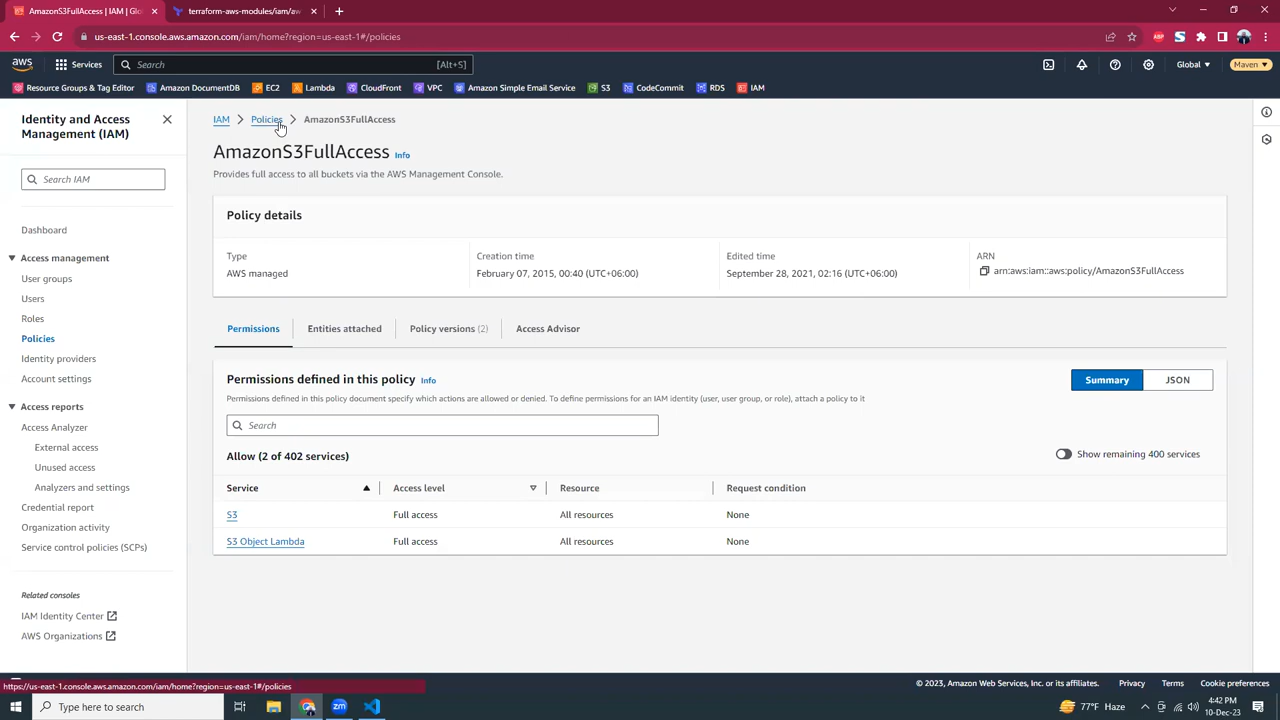 AmazonS3FullAccess | IAM | Glo
terraform-aws-modules/iam/aw
us-east-1.console.aws.amazon.com/iam/home?region=us-east-1#/policies
aws
Services
Search
[Alt+S]
Global
Maven
Resource Groups & Tag Editor
Amazon DocumentDB
EC2
Lambda
CloudFront
VPC
Amazon Simple Email Service
S3
CodeCommit
RDS
IAM
Identity and Access
Management (IAM)
Search IAM
Dashboard
Access management
User groups
Users
Roles
Policies
Identity providers
Account settings
Access reports
Access Analyzer
External access
Unused access
Analyzers and settings
Credential report
Organization activity
Service control policies (SCPs)
Related consoles
IAM Identity Center
AWS Organizations
IAM
Policies
AmazonS3FullAccess
AmazonS3FullAccess Info
Provides full access to all buckets via the AWS Management Console.
Policy details
Type
AWS managed
Creation time
February 07, 2015, 00:40 (UTC+06:00)
Edited time
September 28, 2021, 02:16 (UTC+06:00)
ARN
arn:aws:iam::aws:policy/AmazonS3FullAccess
Permissions
Entities attached
Policy versions (2)
Access Advisor
Permissions defined in this policy Info
Permissions defined in this policy document specify which actions are allowed or denied. To define permissions for an IAM identity (user, user group, or role), attach a policy to it
Summary
JSON
Search
Allow (2 of 402 services)
Show remaining 400 services
Service
Access level
Resource
Request condition
S3
Full access
All resources
None
S3 Object Lambda
Full access
All resources
None
https://us-east-1.console.aws.amazon.com/iam/home?region=us-east-1#/policies
© 2023, Amazon Web Services, Inc. or its affiliates.
Privacy
Terms
Cookie preferences
Type here to search
zm
77°F Haze
4:42 PM
10-Dec-23